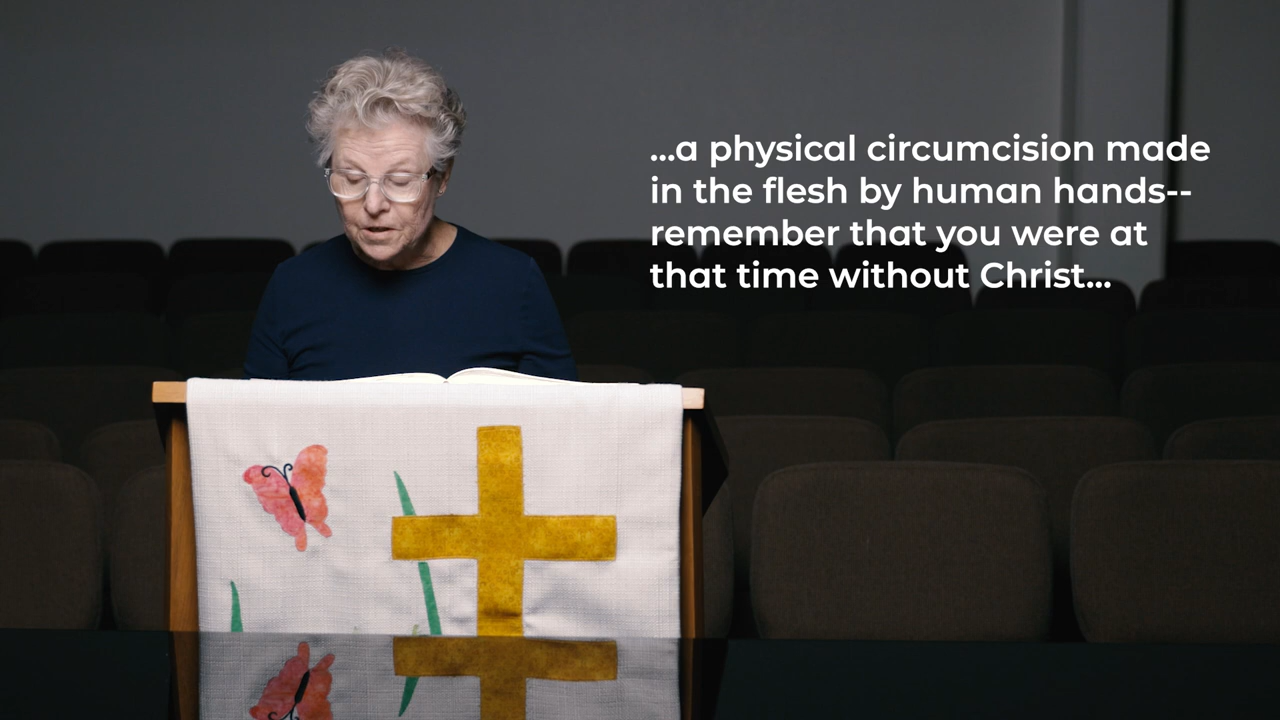 ...a physical circumcision made
in the flesh by human hands--
remember that you were at
that time without Christ...